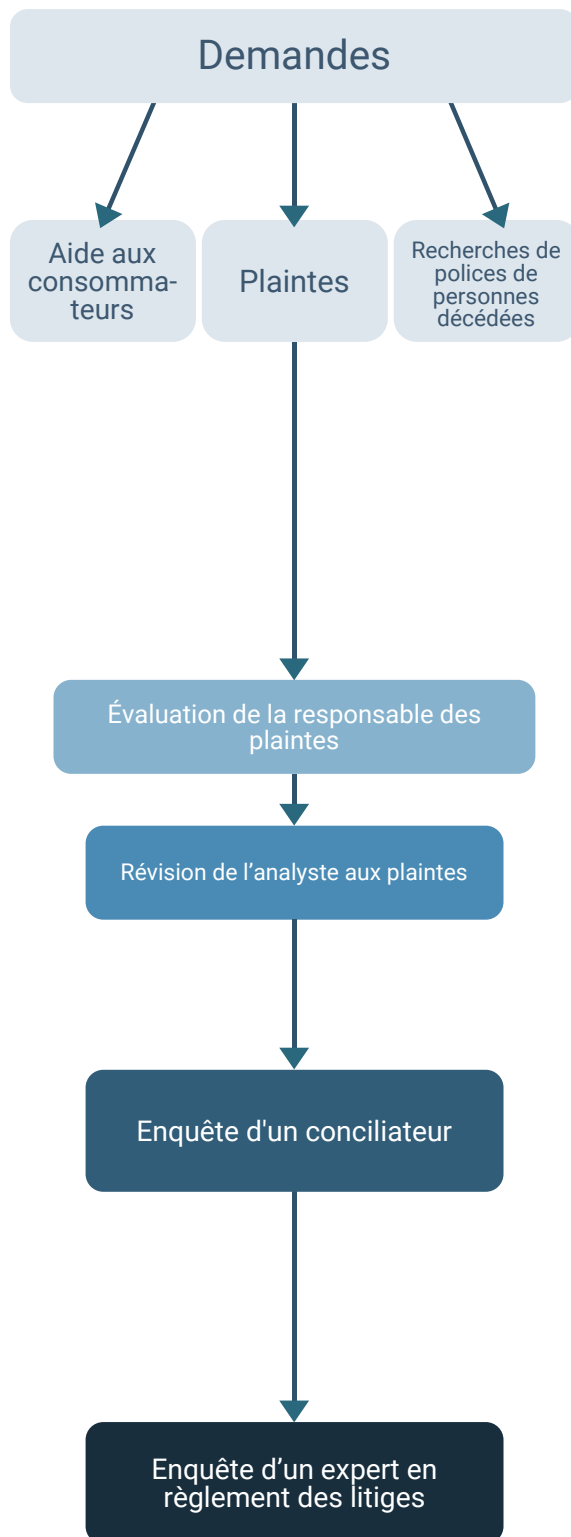 Demandes
Aide aux
consomma-
teurs
Plaintes
Recherches de
polices de
personnes
décédées
Évaluation de la responsable des
plaintes
Révision de l’analyste aux plaintes
Enquête d'un conciliateur
Enquête d’un expert en
règlement des litiges